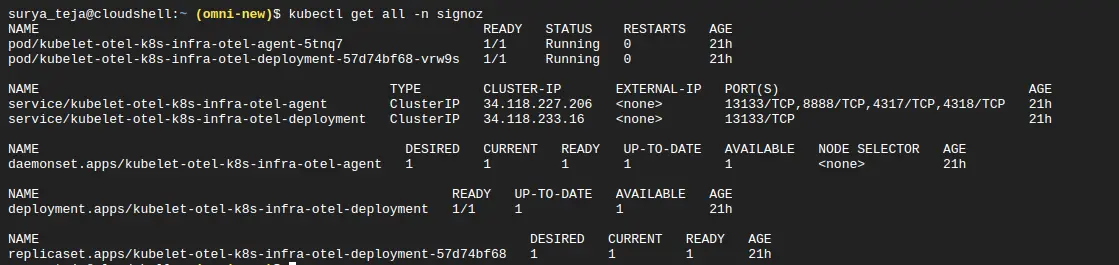 surya_teja@cloudshell:~ (omni-new)$ kubectl get all -n signoz
NAME READY STATUS RESTARTS AGE
pod/kubelet-otel-k8s-infra-otel-agent-5tnq7 1/1 Running 0 21h
pod/kubelet-otel-k8s-infra-otel-deployment-57d74bf68-vrw9s 1/1 Running 0 21h
NAME TYPE CLUSTER-IP EXTERNAL-IP PORT(S) AGE
service/kubelet-otel-k8s-infra-otel-agent ClusterIP 34.118.227.206 <none> 13133/TCP,8888/TCP,4317/TCP,4318/TCP 21h
service/kubelet-otel-k8s-infra-otel-deployment ClusterIP 34.118.233.16 <none> 13133/TCP 21h
NAME DESIRED CURRENT READY UP-TO-DATE AVAILABLE NODE SELECTOR AGE
daemonset.apps/kubelet-otel-k8s-infra-otel-agent 1 1 1 1 1 <none> 21h
NAME READY UP-TO-DATE AVAILABLE AGE
deployment.apps/kubelet-otel-k8s-infra-otel-deployment 1/1 1 1 21h
NAME DESIRED CURRENT READY AGE
replicaset.apps/kubelet-otel-k8s-infra-otel-deployment-57d74bf68 1 1 1 21h